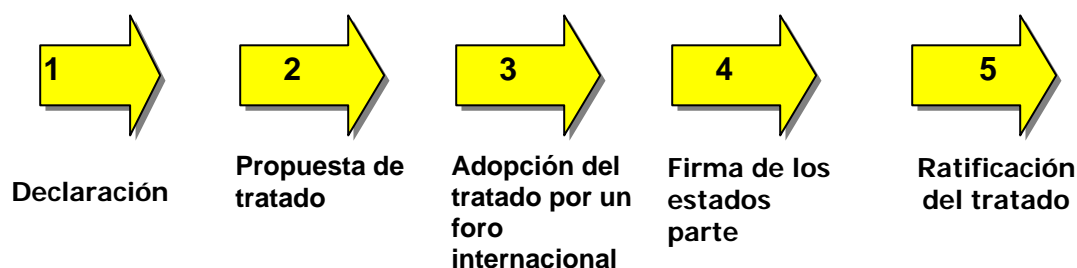 1
2
3
4
5
Declaración
Propuesta de
tratado
Adopción del
tratado por un
foro
internacional
Firma de los
estados
parte
Ratificación
del tratado